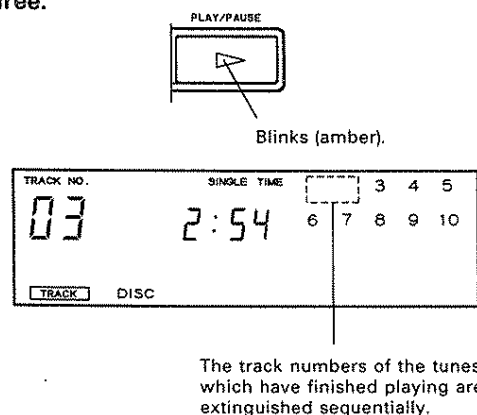 ree.
PLAY/PAUSE
Blinks (amber).
TRACK NO. SINGLE TIME 3 4 5
03 2:54 6 7 8 9 10
TRACK DISC
The track numbers of the tunes
which have finished playing are
extinguished sequentially.